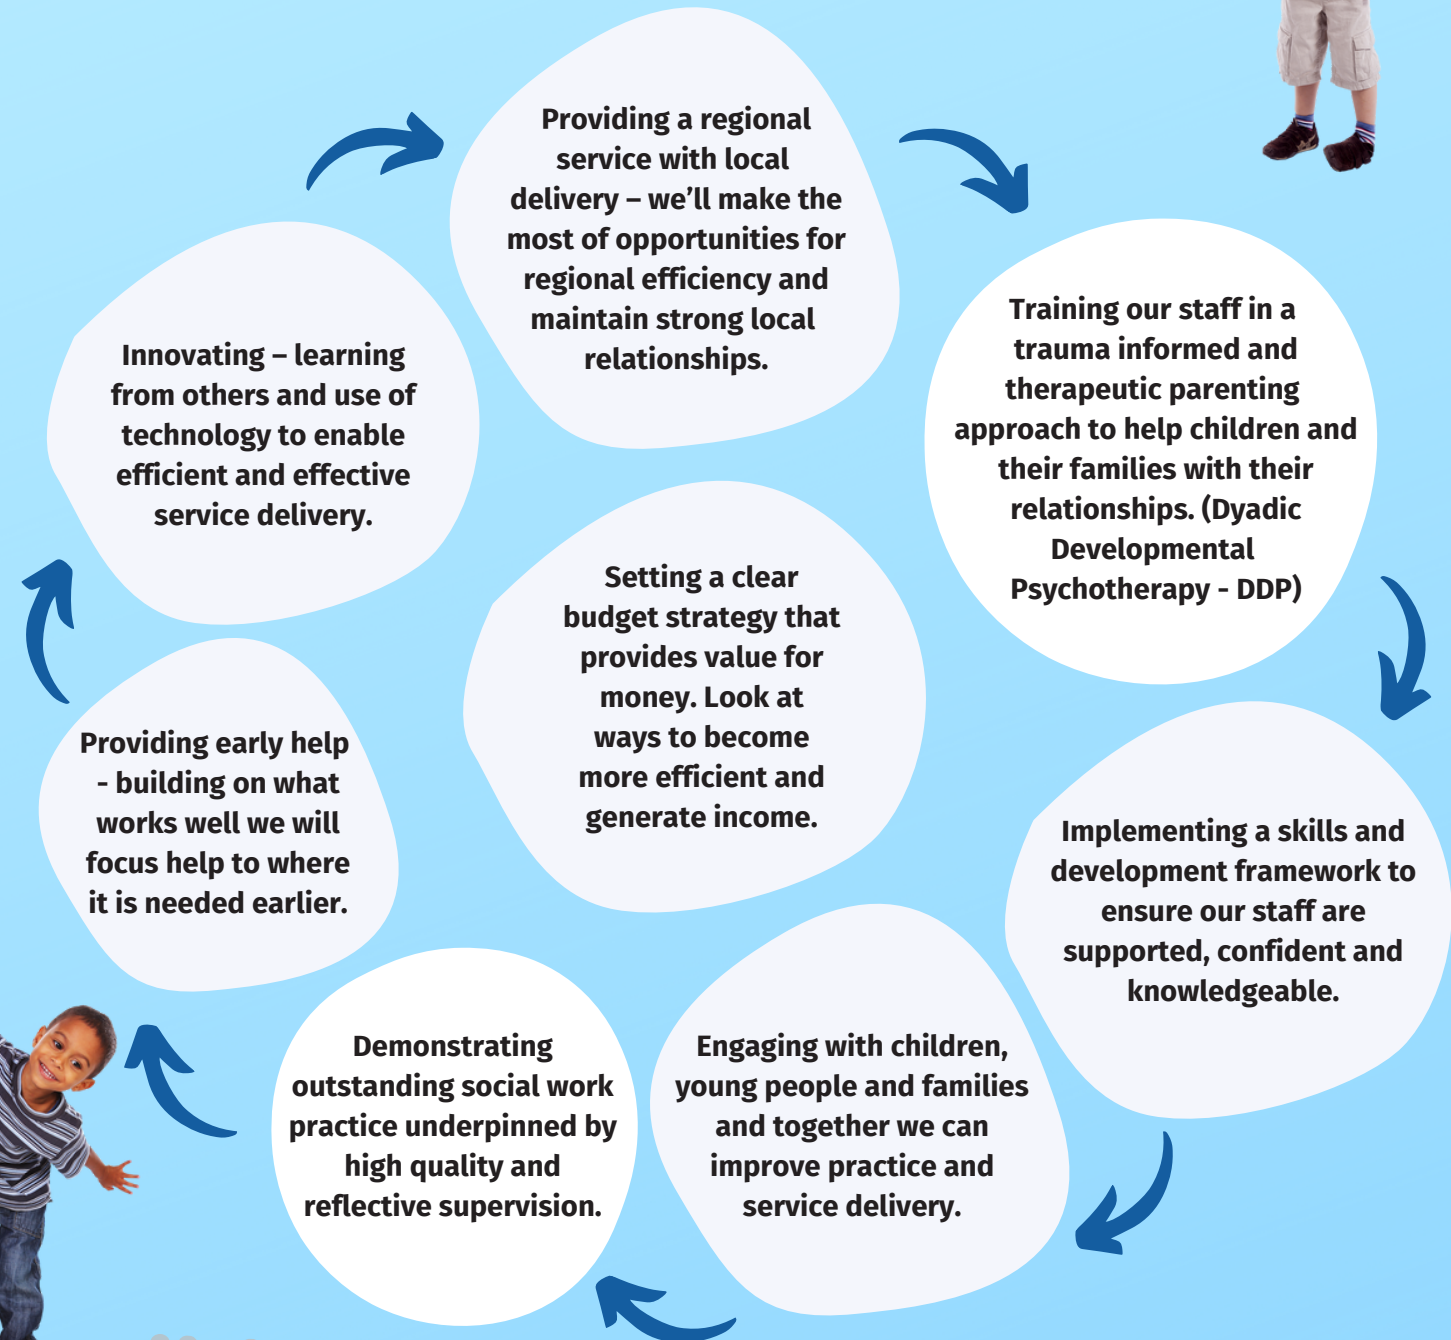 Providing a regional
service with local
delivery – we’ll make the
most of opportunities for
regional efficiency and
maintain strong local
relationships.
Training our staff in a
trauma informed and
therapeutic parenting
approach to help children and
their families with their
relationships. (Dyadic
Developmental
Psychotherapy - DDP)
Implementing a skills and
development framework to
ensure our staff are
supported, confident and
knowledgeable.
Engaging with children,
young people and families
and together we can
improve practice and
service delivery.
Demonstrating
outstanding social work
practice underpinned by
high quality and
reflective supervision.
Providing early help
- building on what
works well we will
focus help to where
it is needed earlier.
Innovating – learning
from others and use of
technology to enable
efficient and effective
service delivery.
Setting a clear
budget strategy that
provides value for
money. Look at
ways to become
more efficient and
generate income.